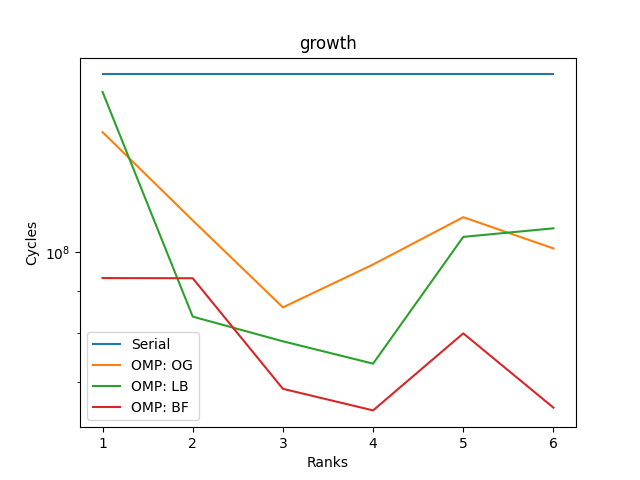 growth
Cycles
10^8
Serial
OMP: OG
OMP: LB
OMP: BF
1 2 3 4 5 6
Ranks